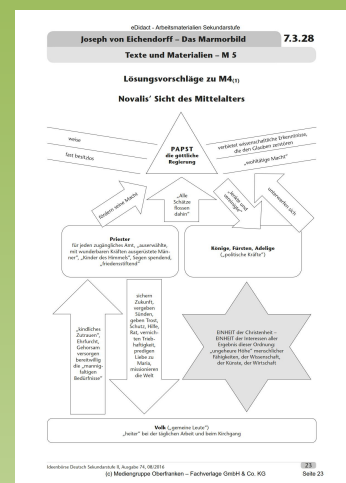 eDidact - Arbeitsmaterialien Sekundarstufe
Joseph von Eichendorff – Das Marmorbild
7.3.28
Texte und Materialien – M 5
Lösungsvorschläge zu M4(1)
Novalis’ Sicht des Mittelalters
weise
fast besitzlos
PAPST
die göttliche
Regierung
verbietet wissenschaftliche Erkenntnisse,
die den Glauben zerstören
„wohltätige Macht“
fördern seine Macht
„Alle
Schätze
flossen
dahin“
„lenkte und
unterwerfen sich
Priester
für jeden zugängliches Amt, „auserwählte,
mit wunderbaren Kräften ausgerüstete Män-
ner“, „Kinder des Himmels“, Segen spendend,
„friedenstiftend“
Könige, Fürsten, Adelige
(„politische Kräfte“)
„kindliches
Zutrauen“,
Ehrfurcht,
Gehorsam
versorgen
bereitwillig
die „mannig-
faltigen
Bedürfnisse“
sichern
Zukunft,
vergeben
Sünden,
geben Trost,
Schutz, Hilfe,
Rat, vernich-
ten Trieb-
haftigkeit,
predigen
Liebe zu
Maria,
missionieren
die Welt
EINHEIT der Christenheit –
EINHEIT der Interessen aller
Ergebnis dieser Ordnung:
„ungeheure Höhe“ menschlicher
Fähigkeiten, der Wissenschaft,
der Künste, der Wirtschaft
Volk („gemeine Leute“)
„heiter“ bei der täglichen Arbeit und beim Kirchgang
Ideenbörse Deutsch Sekundarstufe II, Ausgabe 74, 08/2016
23
(c) Mediengruppe Oberfranken – Fachverlage GmbH & Co. KG
Seite 23